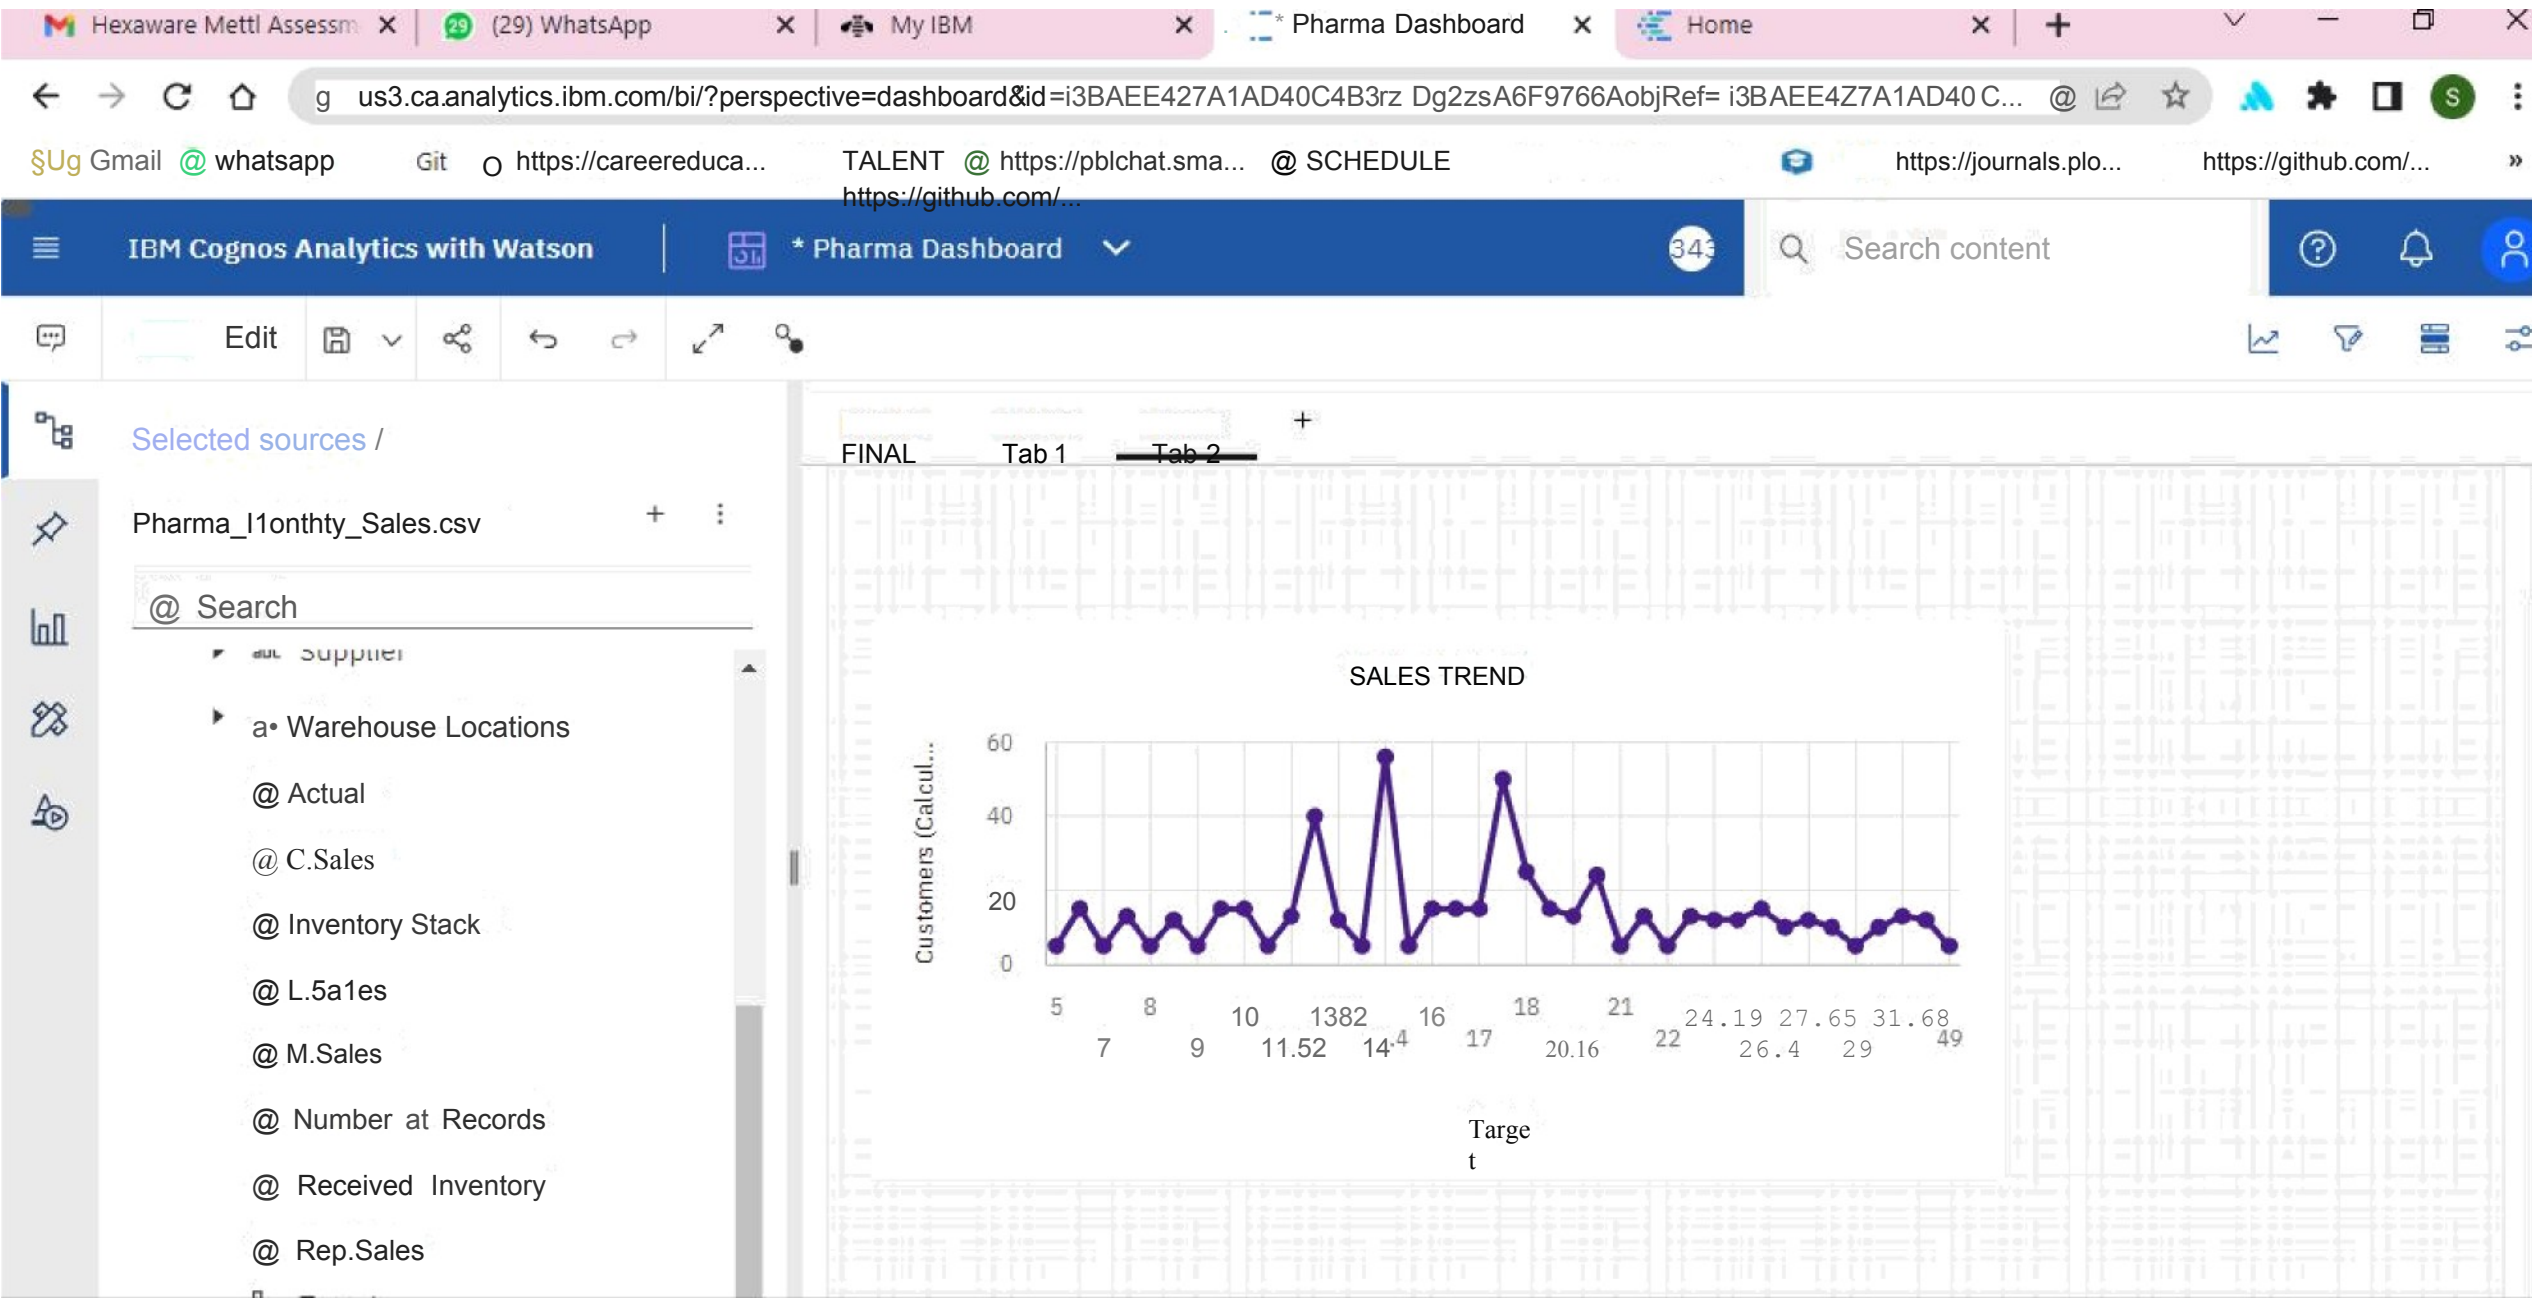 Hexaware Mettl Assessm
29 (29) WhatsApp
My IBM
* Pharma Dashboard
Home
g us3.ca.analytics.ibm.com/bi/?perspective=dashboard&id=i3BAEE427A1AD40C4B3rz Dg2zsA6F9766AobjRef= i3BAEE4Z7A1AD40 C... @ S
§Ug Gmail @ whatsapp Git O https://careereduca... TALENT @ https://pblchat.sma... @ SCHEDULE https://journals.plo... https://github.com/... »
https://github.com/...
IBM Cognos Analytics with Watson * Pharma Dashboard 343 Search content
Edit
Selected sources /
FINAL Tab 1 Tab 2 +
Pharma_I1onthty_Sales.csv +
@ Search
Supplier
a• Warehouse Locations
@ Actual
@ C.Sales
@ Inventory Stack
@ L.5a1es
@ M.Sales
@ Number at Records
@ Received Inventory
@ Rep.Sales
SALES TREND
Customers (Calcul...
60
40
20
0
5 8 10 1382 16 18 21 24.19 27.65 31.68
7 9 11.52 14.4 17 20.16 22 26.4 29 49
Targe
t